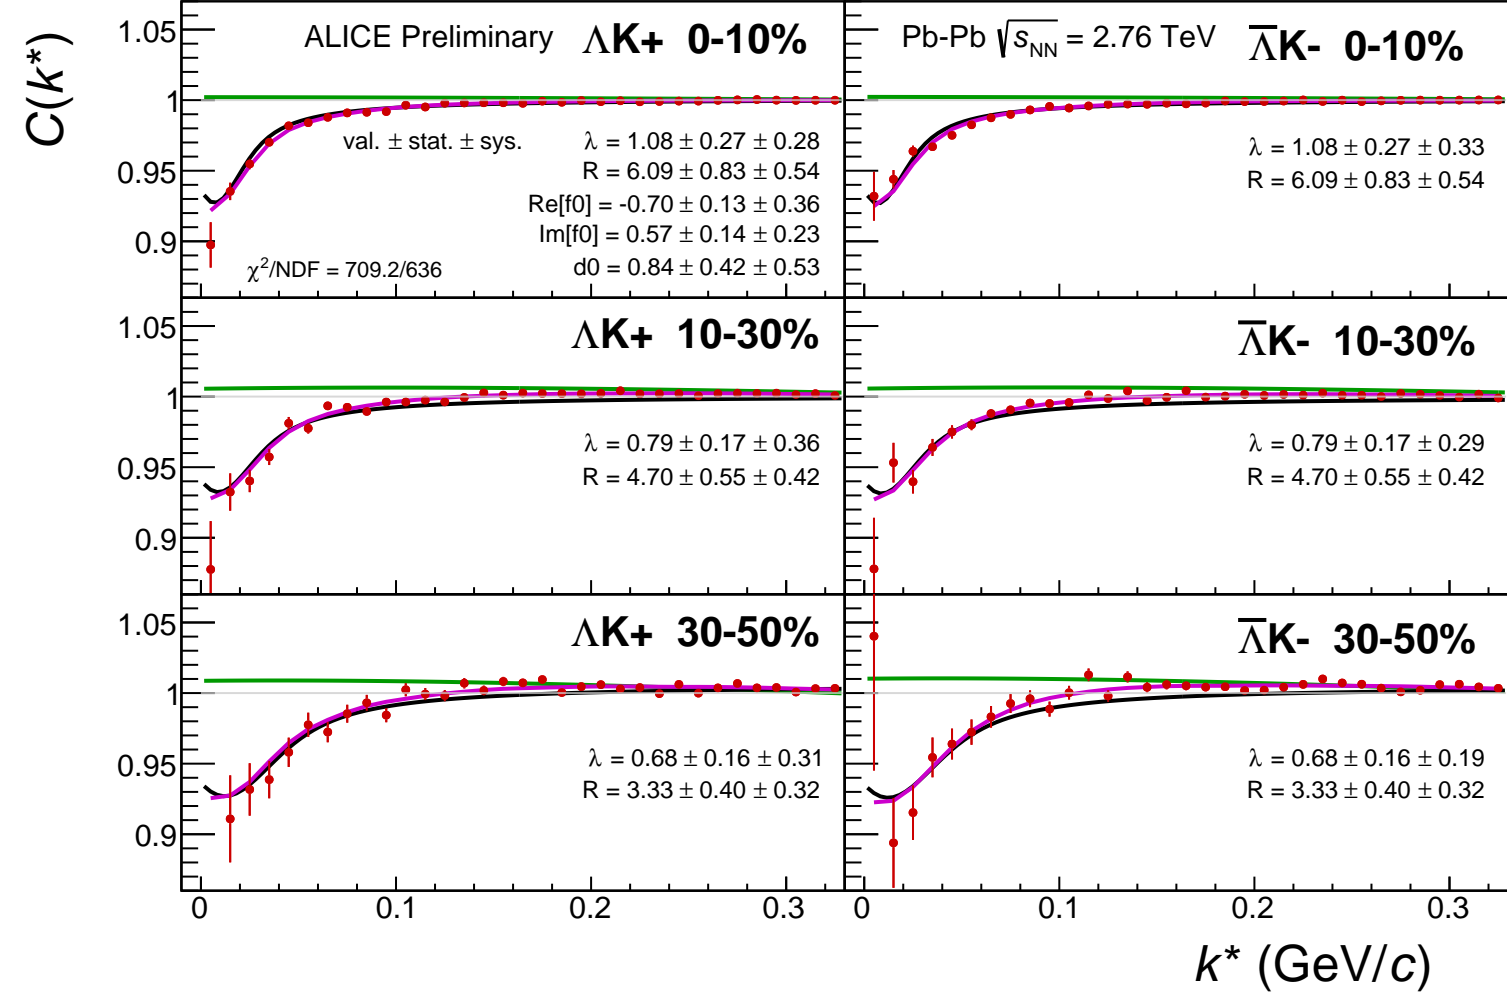 C(k*)
ALICE Preliminary ΛK+ 0-10%
1.05
1
0.95
0.9
val. ± stat. ± sys.
λ = 1.08 ± 0.27 ± 0.28
R = 6.09 ± 0.83 ± 0.54
Re[f0] = -0.70 ± 0.13 ± 0.36
Im[f0] = 0.57 ± 0.14 ± 0.23
d0 = 0.84 ± 0.42 ± 0.53
χ²/NDF = 709.2/636
Pb-Pb √sNN = 2.76 TeV Λ̅K- 0-10%
λ = 1.08 ± 0.27 ± 0.33
R = 6.09 ± 0.83 ± 0.54
ΛK+ 10-30%
1.05
1
0.95
0.9
λ = 0.79 ± 0.17 ± 0.36
R = 4.70 ± 0.55 ± 0.42
Λ̅K- 10-30%
λ = 0.79 ± 0.17 ± 0.29
R = 4.70 ± 0.55 ± 0.42
ΛK+ 30-50%
1.05
1
0.95
0.9
λ = 0.68 ± 0.16 ± 0.31
R = 3.33 ± 0.40 ± 0.32
Λ̅K- 30-50%
λ = 0.68 ± 0.16 ± 0.19
R = 3.33 ± 0.40 ± 0.32
0 0.1 0.2 0.3 0 0.1 0.2 0.3
k* (GeV/c)